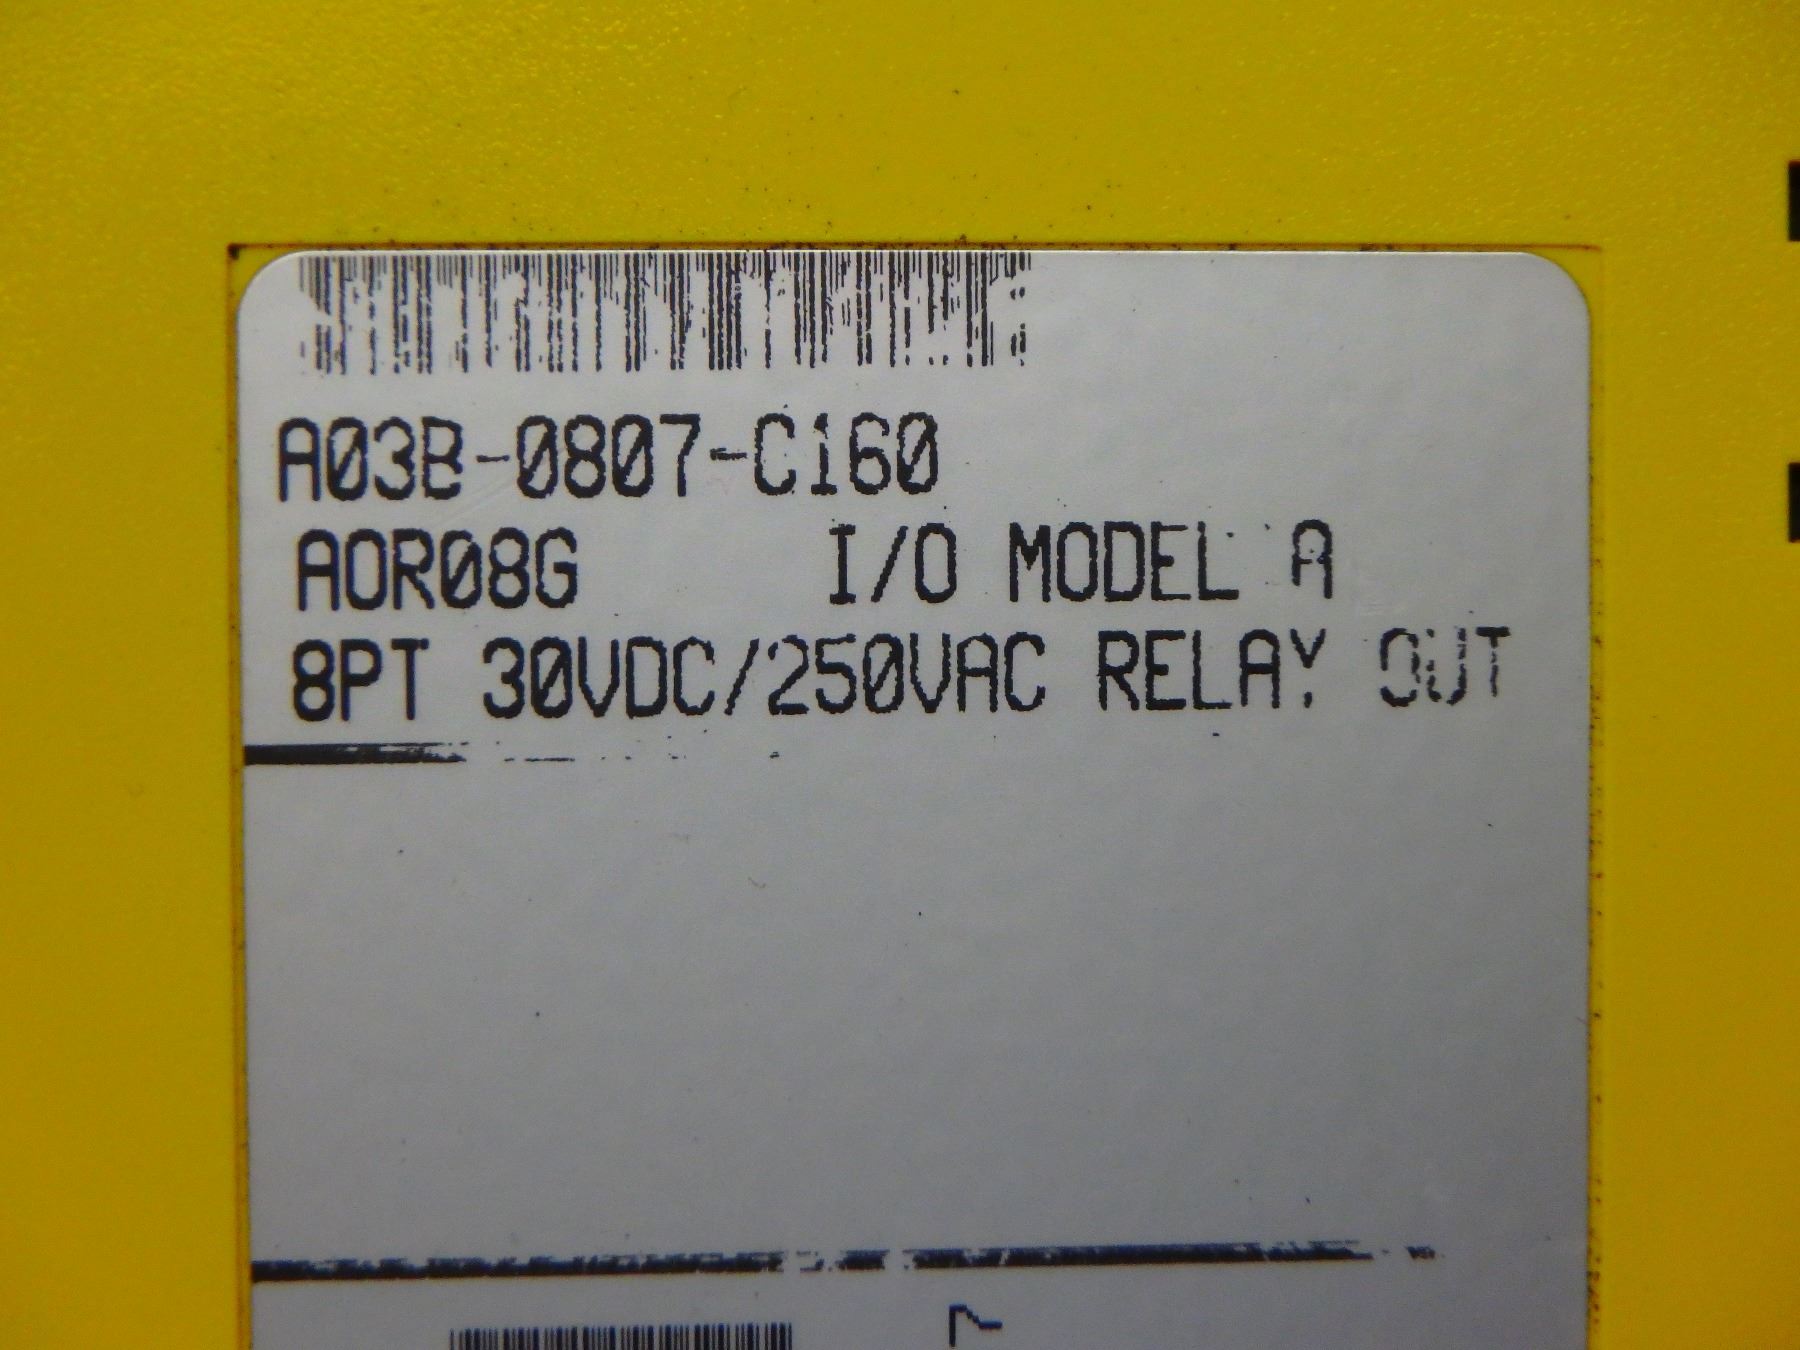 A03B-0807-C160
AOR08G I/O MODEL A
8PT 30VDC/250VAC RELAY OUT